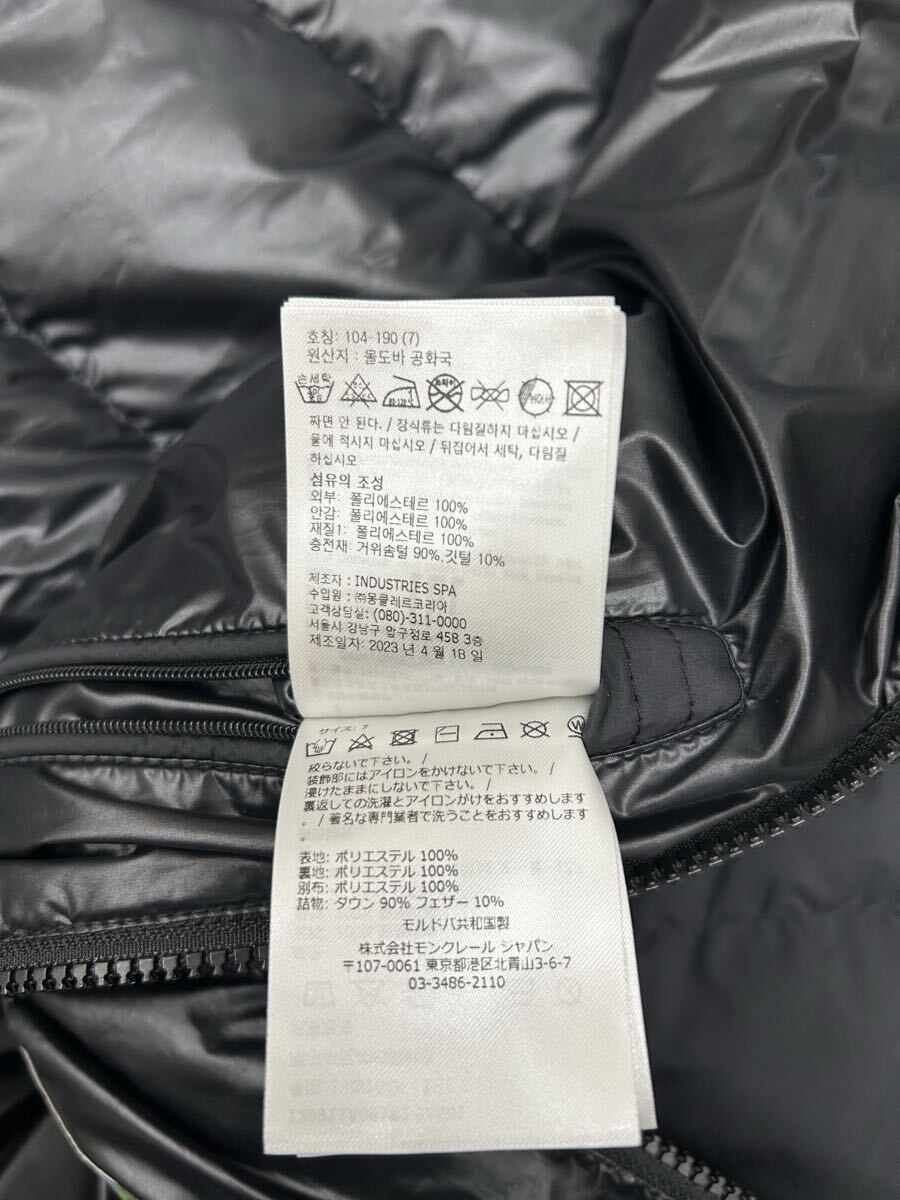 호칭: 104-190 (7)
원산지 : 몰도바 공화국
손세탁
80-120℃
드라이
짜면 안 된다. / 장식류는 다림질하지 마십시오 /
물에 적시지 마십시오 / 뒤집어서 세탁, 다림질
하십시오
섬유의 조성
외부: 폴리에스테르 100%
안감: 폴리에스테르 100%
재질1: 폴리에스테르 100%
충전재: 거위솜털 90%.깃털 10%
제조자 : INDUSTRIES SPA
수입원 : ㈜몽클레르코리아
고객상담실: (080)-311-0000
서울시 강남구 압구정로 458 3층
제조일자: 2023 년 4 월 18 일
サイズ: 7
W
絞らないで下さい。/
装飾部にはアイロンをかけないで下さい。/
浸けたままにしないで下さい。/
裏返しての洗濯とアイロンがけをおすすめします
。/ 著名な専門業者で洗うことをおすすめします
。
表地: ポリエステル 100%
裏地: ポリエステル 100%
別布: ポリエステル 100%
詰物: ダウン 90% フェザー 10%
モルドバ共和国製
株式会社モンクレール ジャパン
〒107-0061 東京都港区北青山3-6-7
03-3486-2110